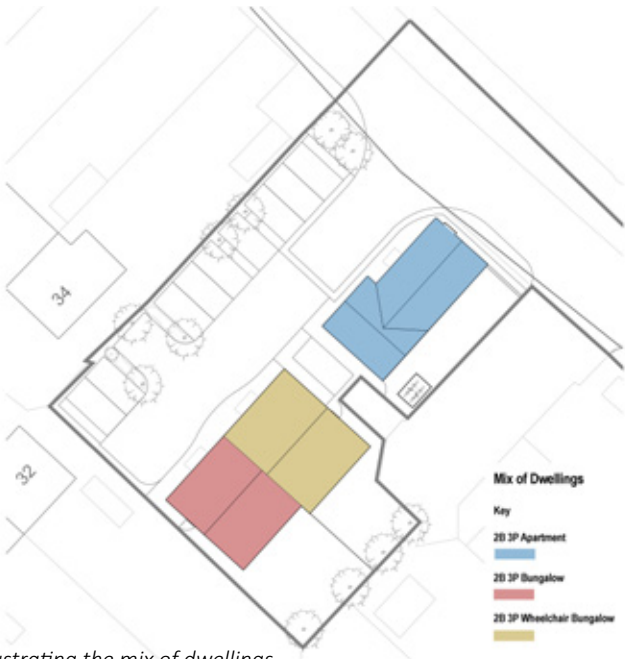 34
32
Mix of Dwellings
Key
2B 3P Apartment
2B 3P Bungalow
2B 3P Wheelchair Bungalow
ustrating the mix of dwellings